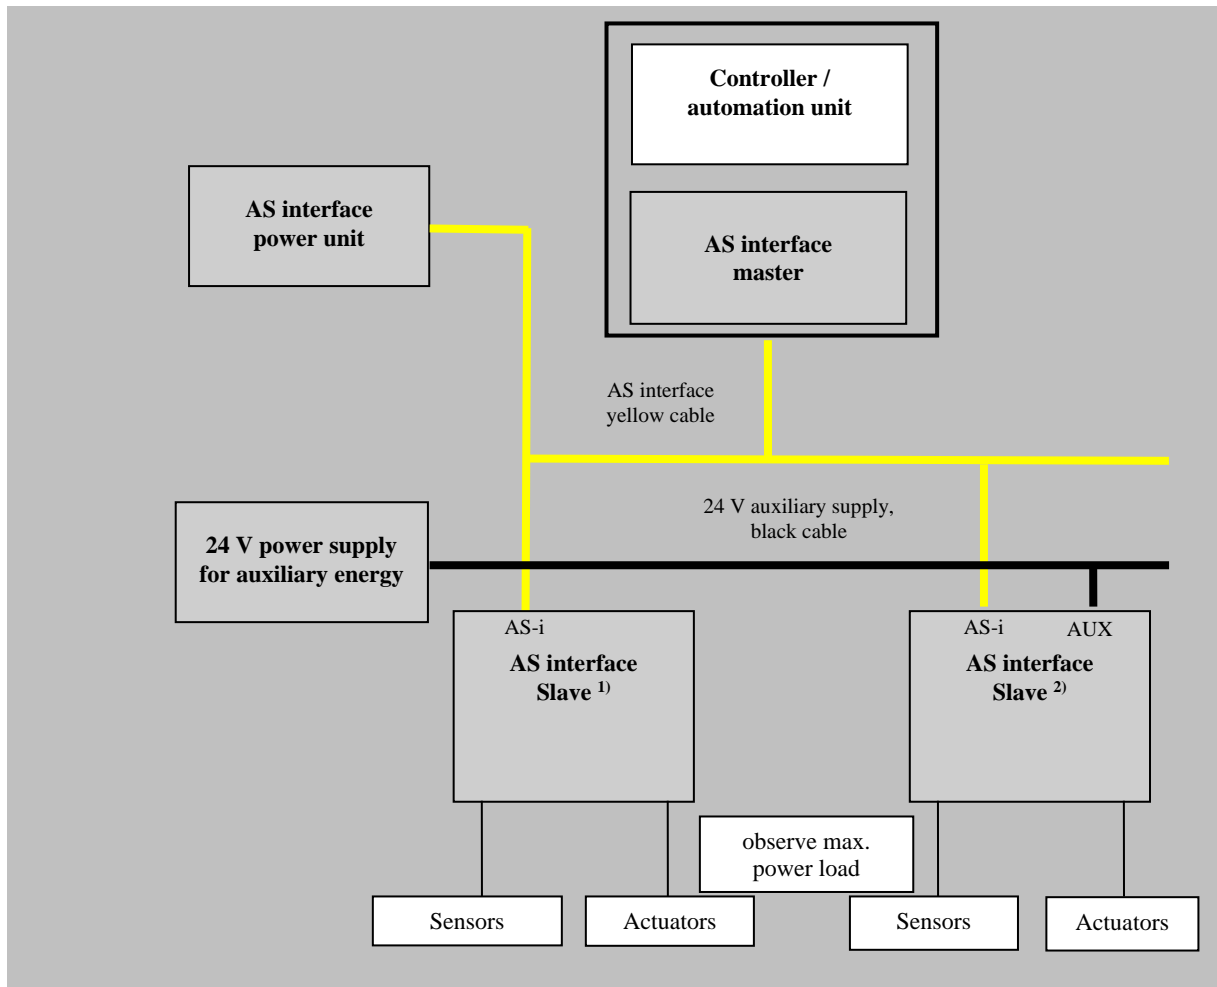 Controller /
automation unit
AS interface
power unit
AS interface
master
AS interface
yellow cable
24 V auxiliary supply,
black cable
24 V power supply
for auxiliary energy
AS-i
AS interface
Slave 1)
AS-i AUX
AS interface
Slave 2)
observe max.
power load
Sensors
Actuators
Sensors
Actuators